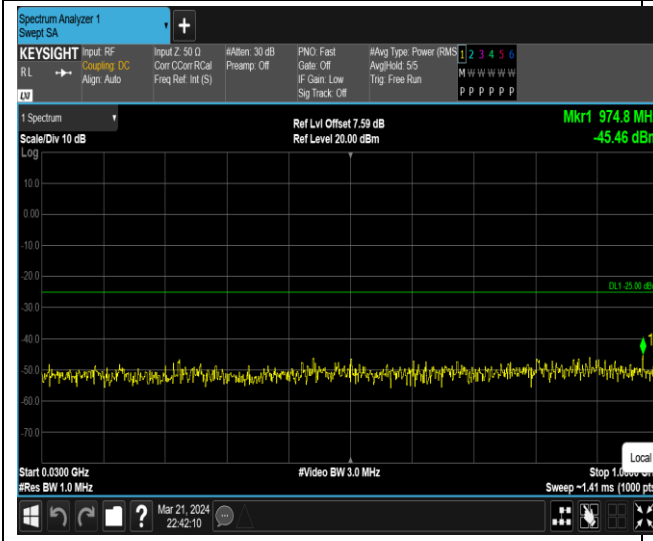 Spectrum Analyzer 1
Swept SA
+
KEYSIGHT Input: RF Input Z: 50 Ω #Atten: 30 dB PNO: Fast #Avg Type: Power (RMS 1 2 3 4 5 6
RL Coupling: DC Corr CCorr RCal Preamp: Off Gate: Off Avg|Hold: 5/5 M W W W W W
Align: Auto Freq Ref: Int (S) IF Gain: Low Trig: Free Run
Sig Track: Off P P P P P P
LXI
1 Spectrum Ref Lvl Offset 7.59 dB Mkr1 974.8 MH
Scale/Div 10 dB Ref Level 20.00 dBm -45.46 dBm
Log
10.0
0.00
-10.0
-20.0
DL1 -25.00 dB
-30.0
-40.0
1
-50.0
-60.0
-70.0
Local
Start 0.0300 GHz #Video BW 3.0 MHz Stop
#Res BW 1.0 MHz Sweep ~1.41 ms (1000 pts
? Mar 21, 2024
22:42:10